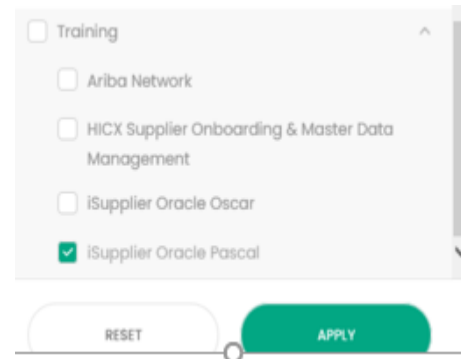 Training
Ariba Network
HICX Supplier Onboarding & Master Data
Management
iSupplier Oracle Oscar
iSupplier Oracle Pascal
RESET APPLY